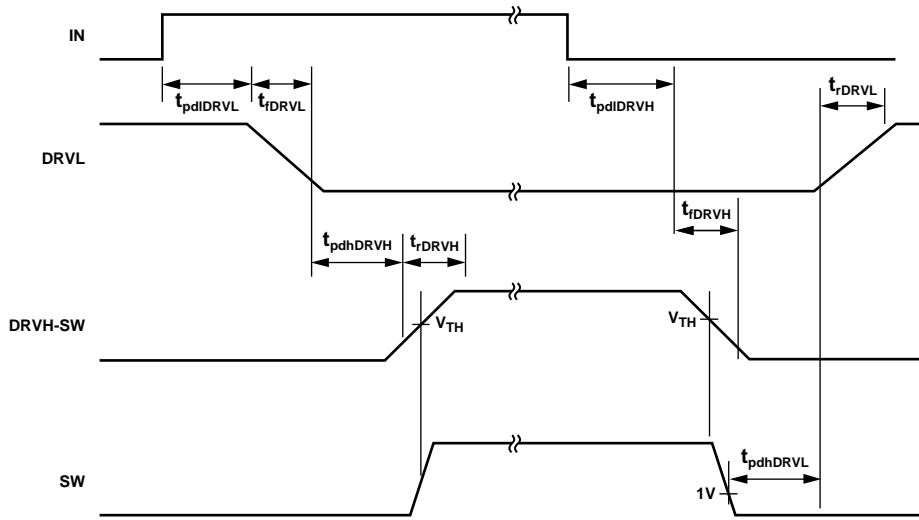 IN
tpdlDRVL
tfDRVL
tpdlDRVH
trDRVL
DRVL
tfDRVH
tpdhDRVH
trDRVH
DRVH-SW
VTH
VTH
tpdhDRVL
SW
1V